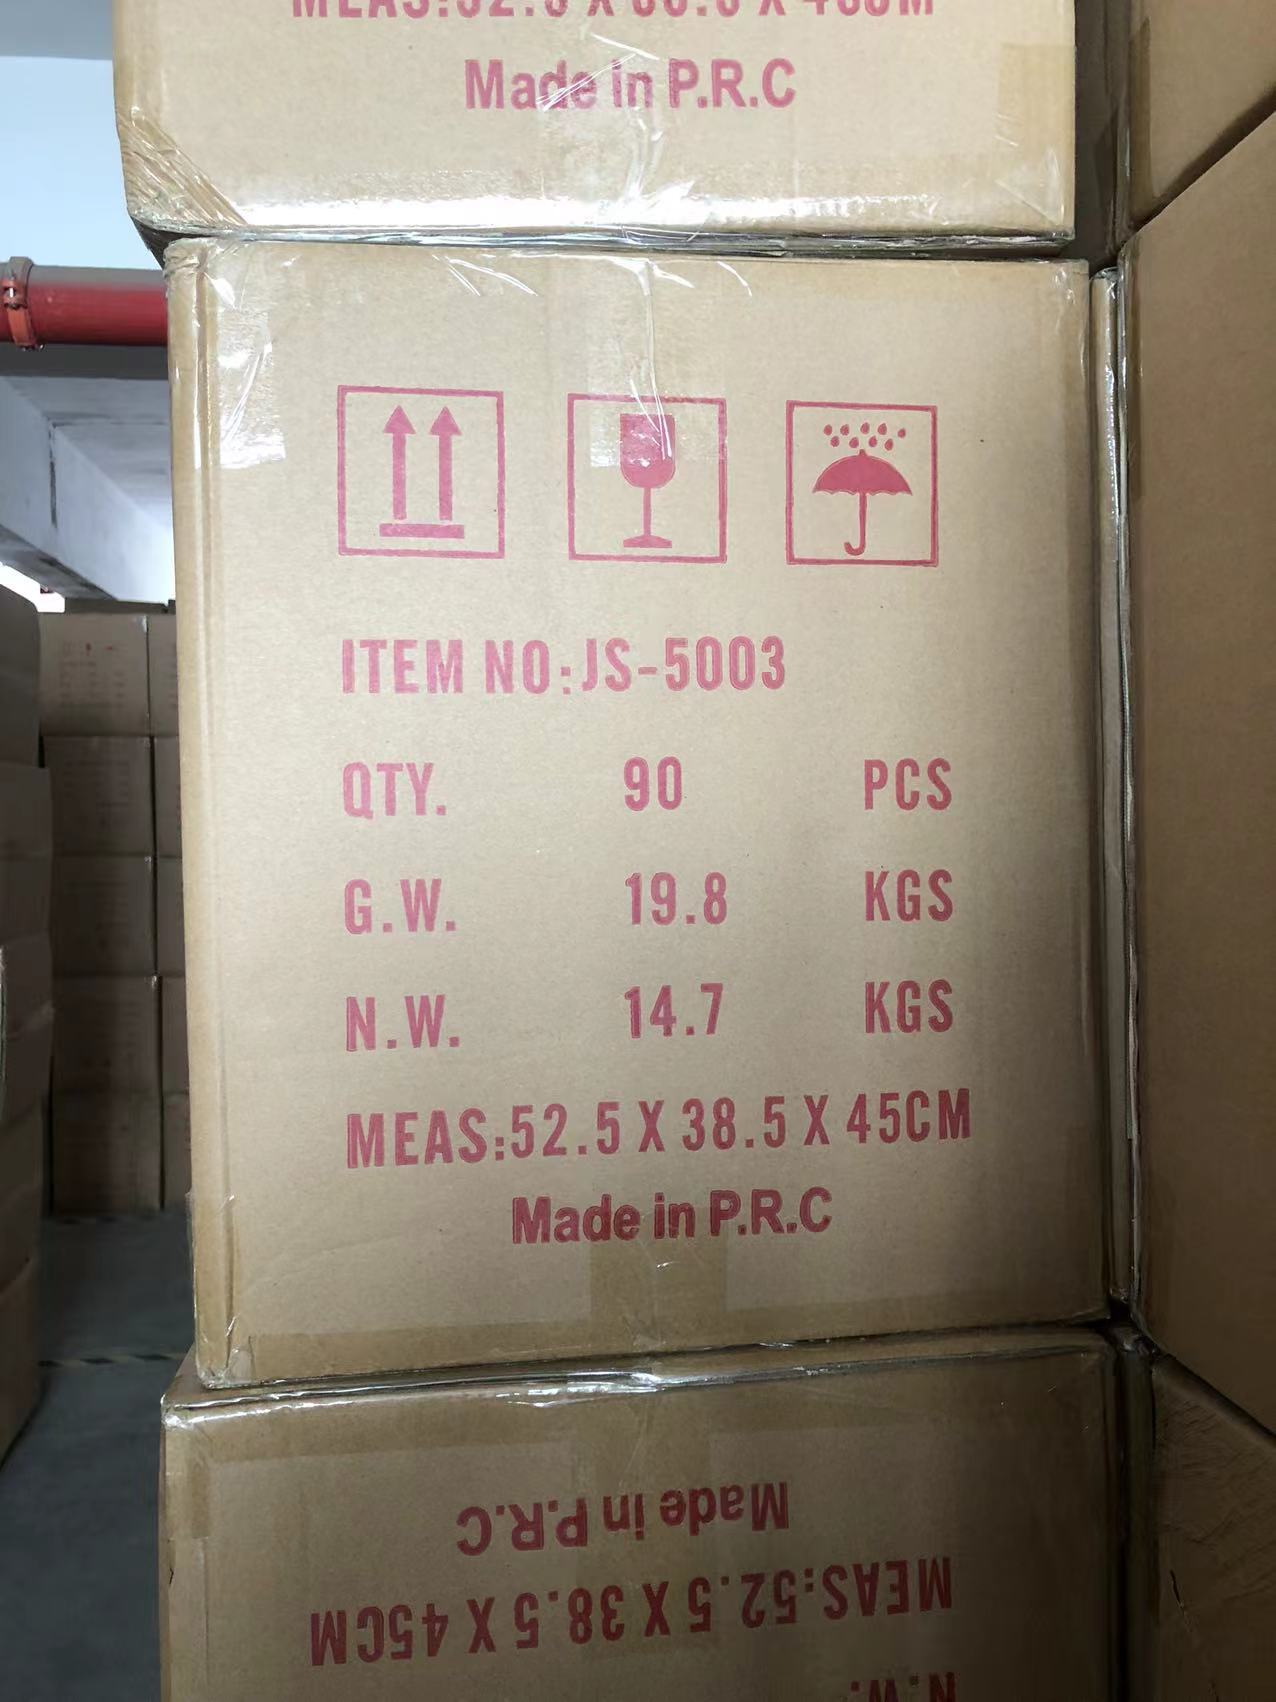 Made in P.R.C
ITEM NO:JS-5003
QTY. 90 PCS
G.W. 19.8 KGS
N.W. 14.7 KGS
MEAS:52.5 X 38.5 X 45CM
Made in P.R.C
Made in P.R.C
MEAS:52.5 X 38.5 X 45CM
N.W.